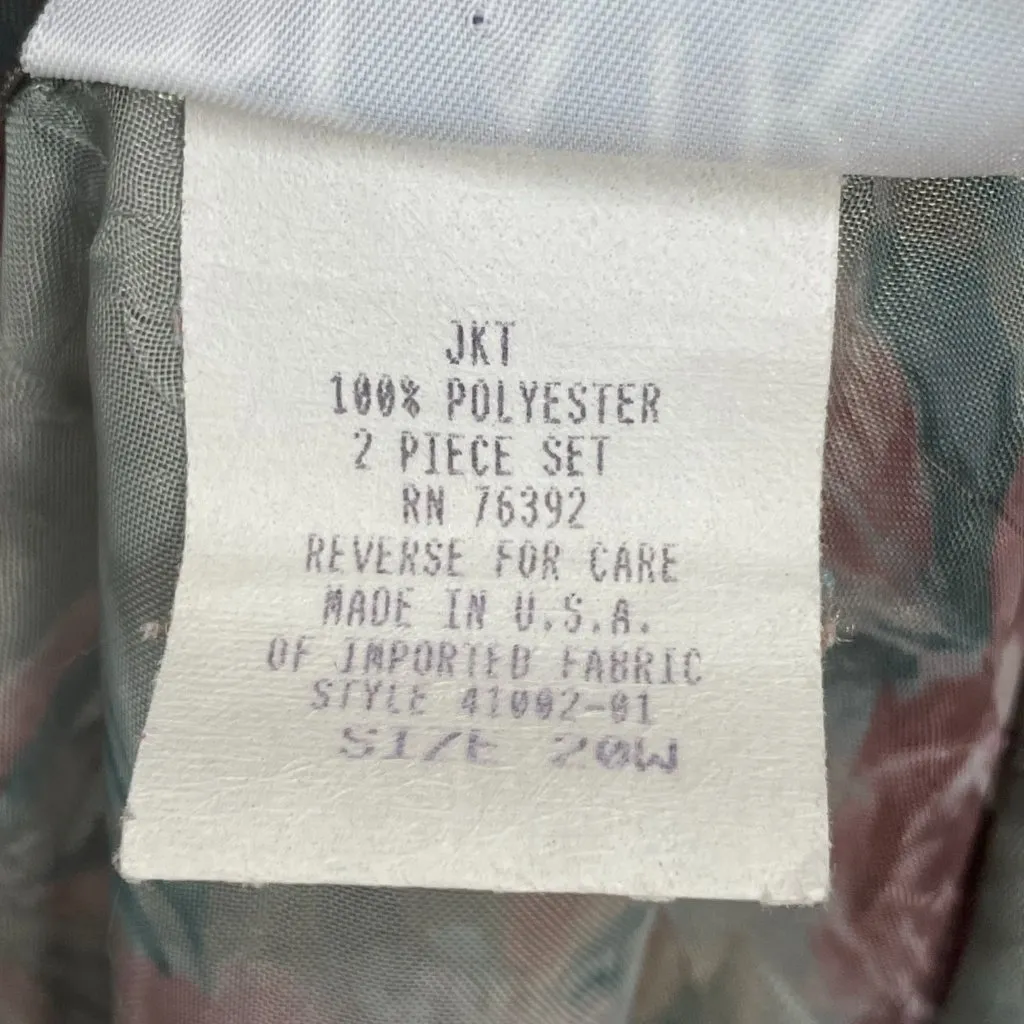 JKT
100% POLYESTER
2 PIECE SET
RN 76392
REVERSE FOR CARE
MADE IN U.S.A.
OF IMPORTED FABRIC
STYLE 41002-01
SIZE 20W